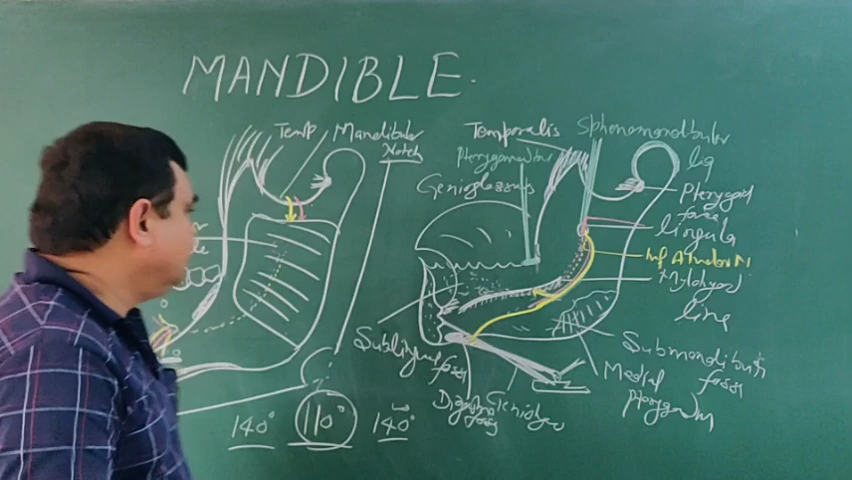 MANDIBLE.
Temp Mandibular
Notch
Temporalis
Sphenomandibular
lig
Genioglossus
Pterygoid
fovea
Lingula
Inf Alveolar N
Mylohyoid
line
Sublingual fossa
Submandibular
fossa
Medial
pterygoid
Digastric
fossa
140° 110° 140°